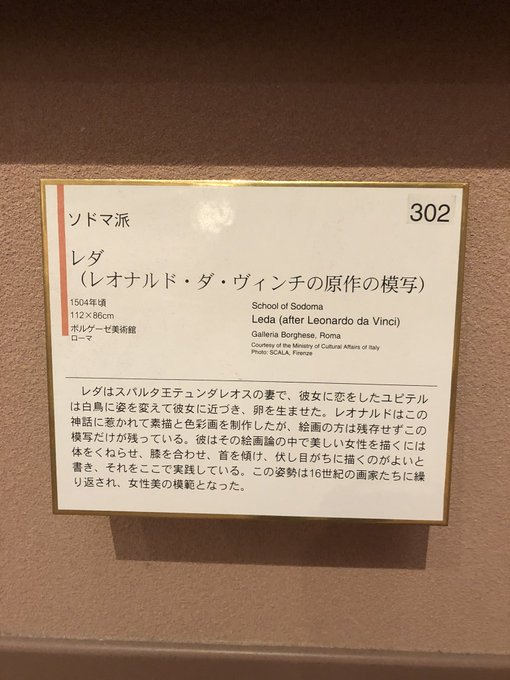 302
ソドマ派
レダ
(レオナルド・ダ・ヴィンチの原作の模写)
1504年頃
112×86cm
ボルゲーゼ美術館
ローマ
School of Sodoma
Leda (after Leonardo da Vinci)
Galleria Borghese, Roma
Courtesy of the Ministry of Cultural Affairs of Italy
Photo: SCALA, Firenze
レダはスパルタ王テュンダレオスの妻で、彼女に恋をしたユピテル
は白鳥に姿を変えて彼女に近づき、卵を生ませた。レオナルドはこの
神話に惹かれて素描と色彩画を制作したが、絵画の方は残存せずこの
模写だけが残っている。彼はその絵画論の中で美しい女性を描くには
体をくねらせ、膝を合わせ、首を傾け、伏し目がちに描くのがよいと
書き、それをここで実践している。この姿勢は16世紀の画家たちに繰
り返され、女性美の模範となった。